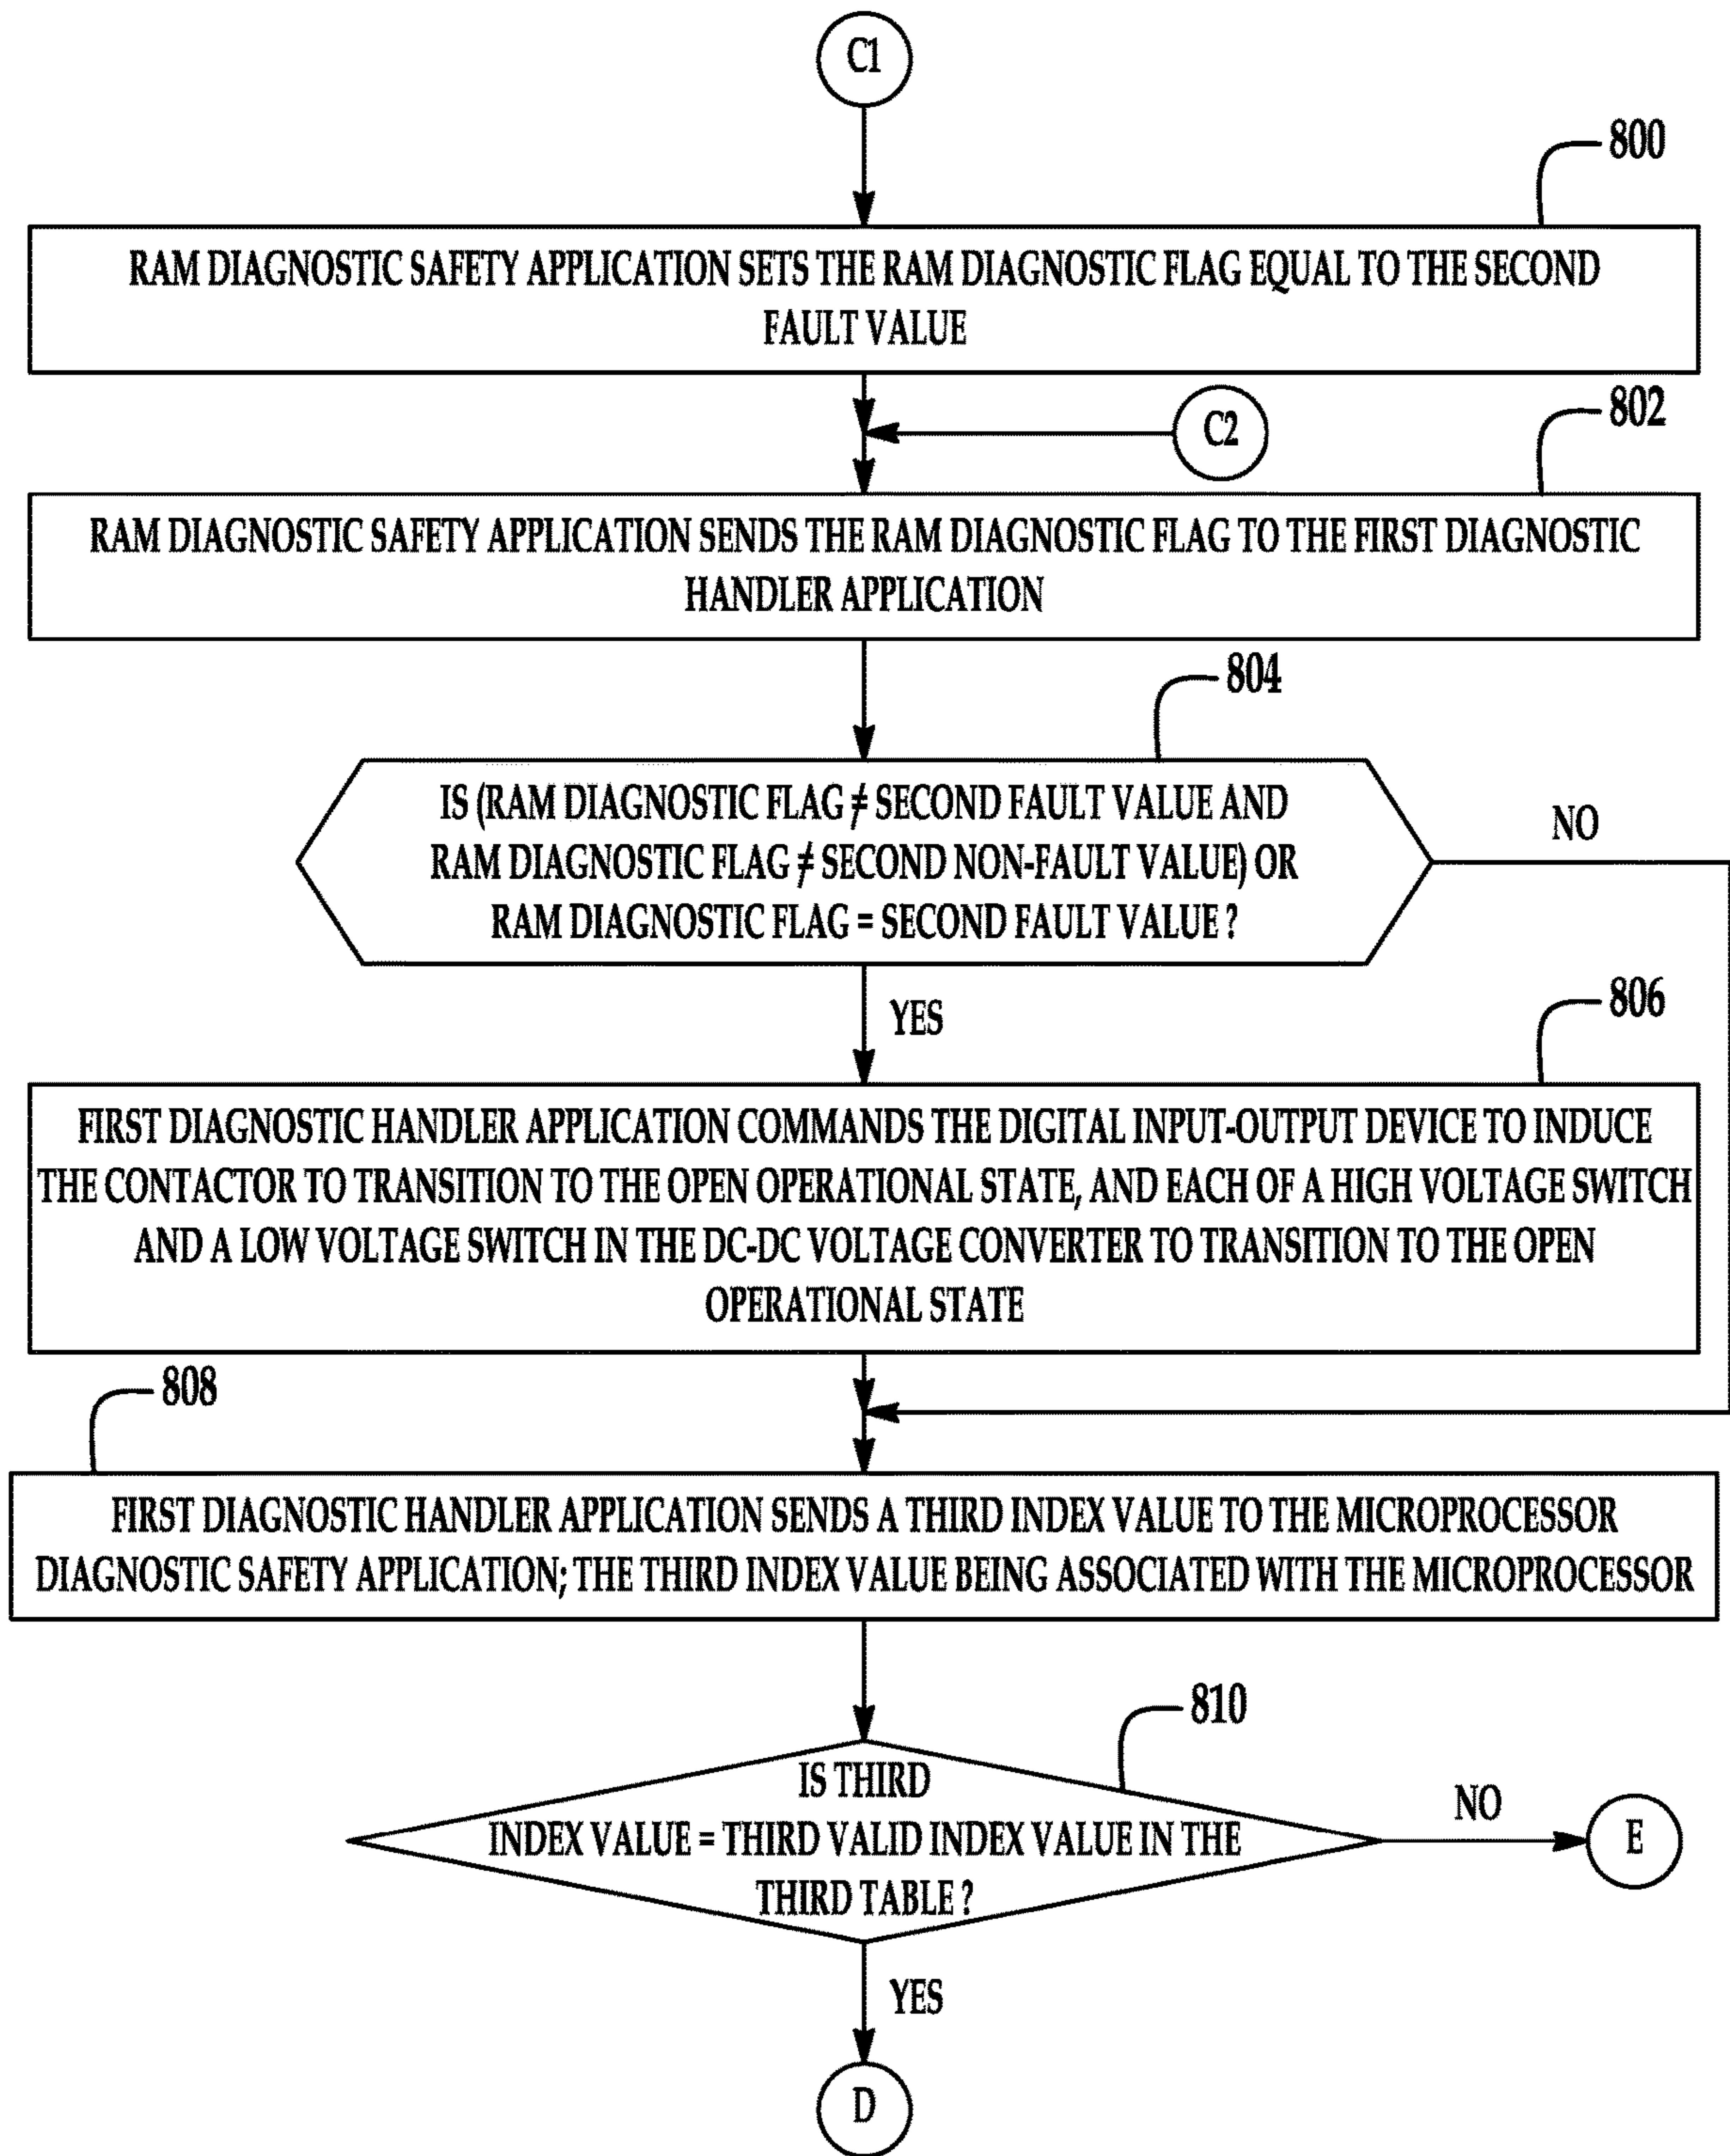 C1
800
RAM DIAGNOSTIC SAFETY APPLICATION SETS THE RAM DIAGNOSTIC FLAG EQUAL TO THE SECOND
FAULT VALUE
C2
802
RAM DIAGNOSTIC SAFETY APPLICATION SENDS THE RAM DIAGNOSTIC FLAG TO THE FIRST DIAGNOSTIC
HANDLER APPLICATION
804
IS (RAM DIAGNOSTIC FLAG ≠ SECOND FAULT VALUE AND
RAM DIAGNOSTIC FLAG ≠ SECOND NON-FAULT VALUE) OR
RAM DIAGNOSTIC FLAG = SECOND FAULT VALUE ?
NO
YES
806
FIRST DIAGNOSTIC HANDLER APPLICATION COMMANDS THE DIGITAL INPUT-OUTPUT DEVICE TO INDUCE
THE CONTACTOR TO TRANSITION TO THE OPEN OPERATIONAL STATE, AND EACH OF A HIGH VOLTAGE SWITCH
AND A LOW VOLTAGE SWITCH IN THE DC-DC VOLTAGE CONVERTER TO TRANSITION TO THE OPEN
OPERATIONAL STATE
808
FIRST DIAGNOSTIC HANDLER APPLICATION SENDS A THIRD INDEX VALUE TO THE MICROPROCESSOR
DIAGNOSTIC SAFETY APPLICATION; THE THIRD INDEX VALUE BEING ASSOCIATED WITH THE MICROPROCESSOR
810
IS THIRD
INDEX VALUE = THIRD VALID INDEX VALUE IN THE
THIRD TABLE ?
NO
E
YES
D